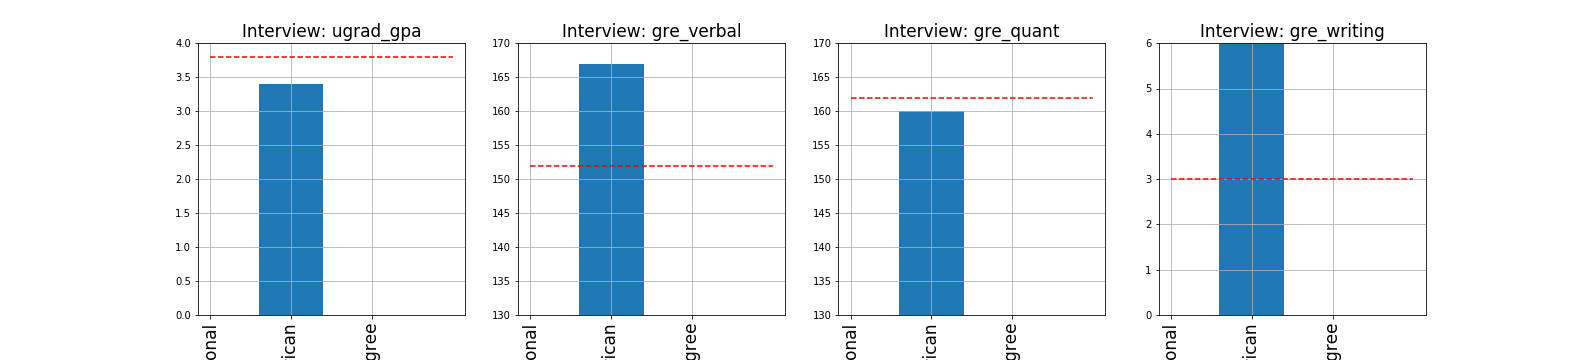 Interview: ugrad_gpa
4.0
3.5
3.0
2.5
2.0
1.5
1.0
0.5
0.0
onal
ican
gree
Interview: gre_verbal
170
165
160
155
150
145
140
135
130
onal
ican
gree
Interview: gre_quant
170
165
160
155
150
145
140
135
130
onal
ican
gree
Interview: gre_writing
6
5
4
3
2
1
0
onal
ican
gree